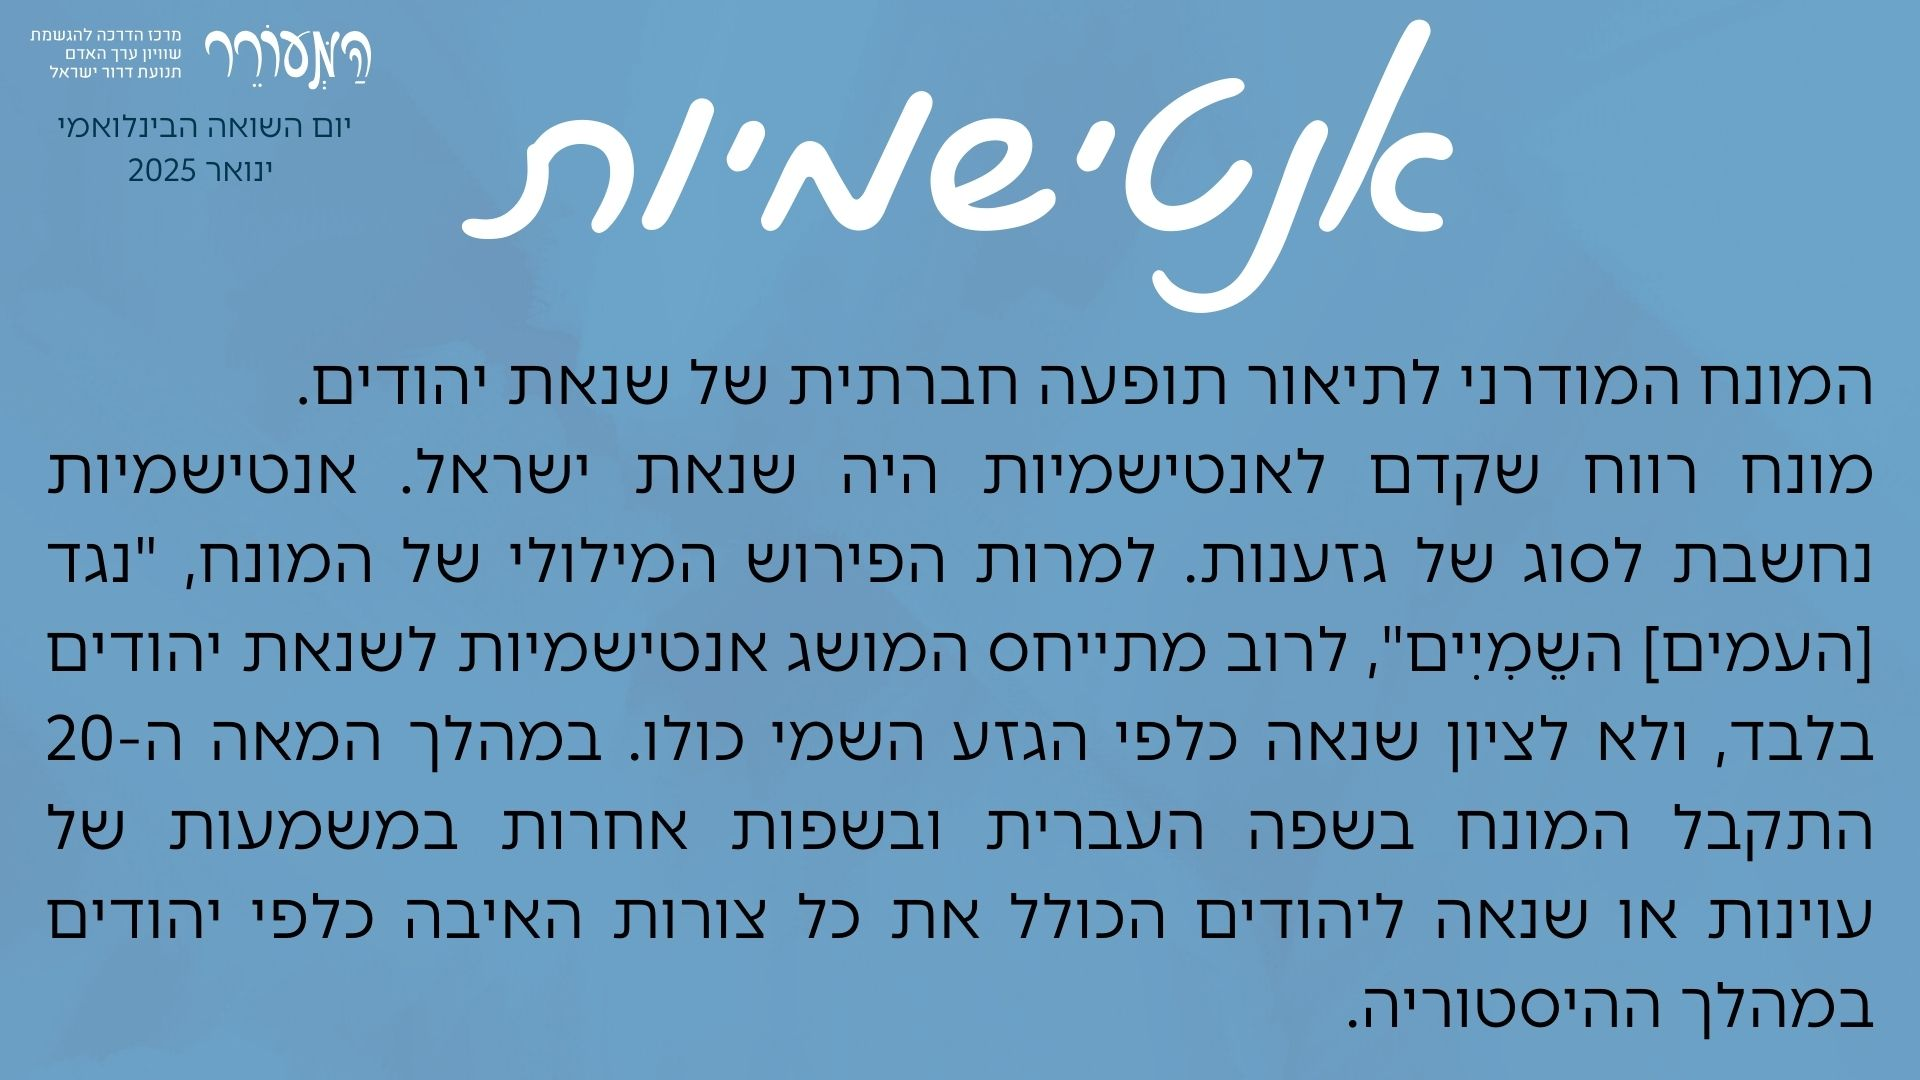 הַמְּעוֹרֵר
מרכז הדרכה להגשמת
שוויון ערך האדם
תנועת דרור ישראל
יום השואה הבינלואמי
ינואר 2025
אנטישמיות
המונח המודרני לתיאור תופעה חברתית של שנאת יהודים.
מונח רווח שקדם לאנטישמיות היה שנאת ישראל. אנטישמיות
נחשבת לסוג של גזענות. למרות הפירוש המילולי של המונח, "נגד
[העמים] השֵמִיִים", לרוב מתייחס המושג אנטישמיות לשנאת יהודים
בלבד, ולא לציון שנאה כלפי הגזע השמי כולו. במהלך המאה ה-20
התקבל המונח בשפה העברית ובשפות אחרות במשמעות של
עוינות או שנאה ליהודים הכולל את כל צורות האיבה כלפי יהודים
במהלך ההיסטוריה.